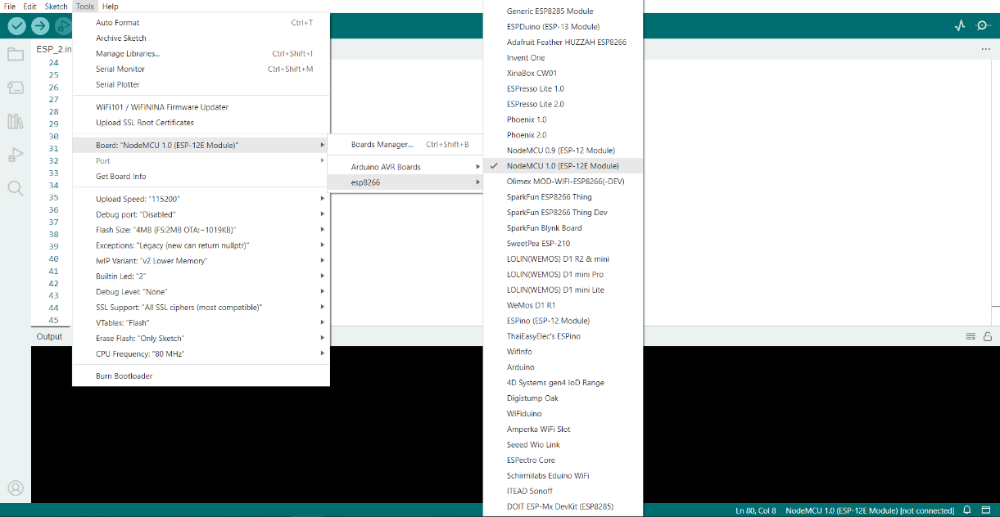 File Edit Sketch Tools Help
ESP_2.in
24
25
26
27
28
29
30
31
32
33
34
35
36
37
38
39
40
41
42
43
44
45
Output
Auto Format Ctrl+T
Archive Sketch
Manage Libraries... Ctrl+Shift+I
Serial Monitor Ctrl+Shift+M
Serial Plotter
WiFi101 / WiFiNINA Firmware Updater
Upload SSL Root Certificates
Board: "NodeMCU 1.0 (ESP-12E Module)"
Port
Get Board Info
Upload Speed: "115200"
Debug port: "Disabled"
Flash Size: "4MB (FS:2MB OTA:~1019KB)"
Exceptions: "Legacy (new can return nullptr)"
lwIP Variant: "v2 Lower Memory"
Builtin Led: "2"
Debug Level: "None"
SSL Support: "All SSL ciphers (most compatible)"
VTables: "Flash"
Erase Flash: "Only Sketch"
CPU Frequency: "80 MHz"
Burn Bootloader
Boards Manager... Ctrl+Shift+B
Arduino AVR Boards
esp8266
Generic ESP8285 Module
ESPDuino (ESP-13 Module)
Adafruit Feather HUZZAH ESP8266
Invent One
XinaBox CW01
ESPresso Lite 1.0
ESPresso Lite 2.0
Phoenix 1.0
Phoenix 2.0
NodeMCU 0.9 (ESP-12 Module)
NodeMCU 1.0 (ESP-12E Module)
Olimex MOD-WIFI-ESP8266(-DEV)
SparkFun ESP8266 Thing
SparkFun ESP8266 Thing Dev
SparkFun Blynk Board
SweetPea ESP-210
LOLIN(WEMOS) D1 R2 & mini
LOLIN(WEMOS) D1 mini Pro
LOLIN(WEMOS) D1 mini Lite
WeMos D1 R1
ESPino (ESP-12 Module)
ThaiEasyElec's ESPino
WifInfo
Arduino
4D Systems gen4 IoD Range
Digistump Oak
WiFiduino
Amperka WiFi Slot
Seeed Wio Link
ESPectro Core
Schirmilabs Eduino WiFi
ITEAD Sonoff
DOIT ESP-Mx DevKit (ESP8285)
Ln 80, Col 8 NodeMCU 1.0 (ESP-12E Module) [not connected]